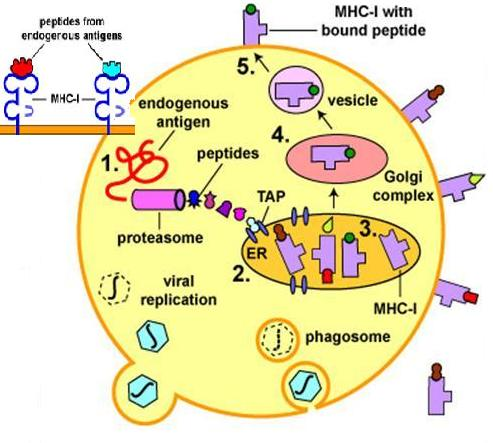 peptides from
endogenous antigens
MHC-I
MHC-I with
bound peptide
5.
vesicle
endogenous
antigen
4.
1.
peptides
Golgi
complex
TAP
proteasome
3.
ER
2.
MHC-I
viral
replication
phagosome